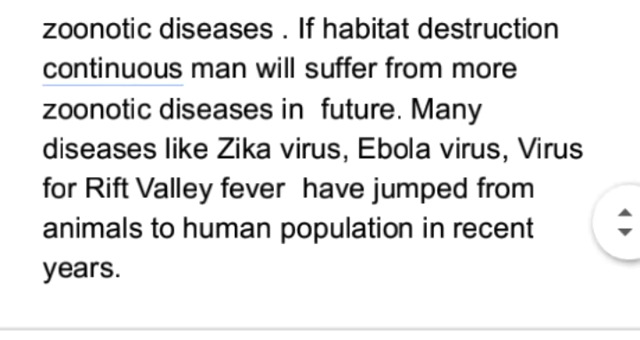 zoonotic diseases . If habitat destruction
continuous man will suffer from more
zoonotic diseases in  future. Many
diseases like Zika virus, Ebola virus, Virus
for Rift Valley fever  have jumped from
animals to human population in recent
years.